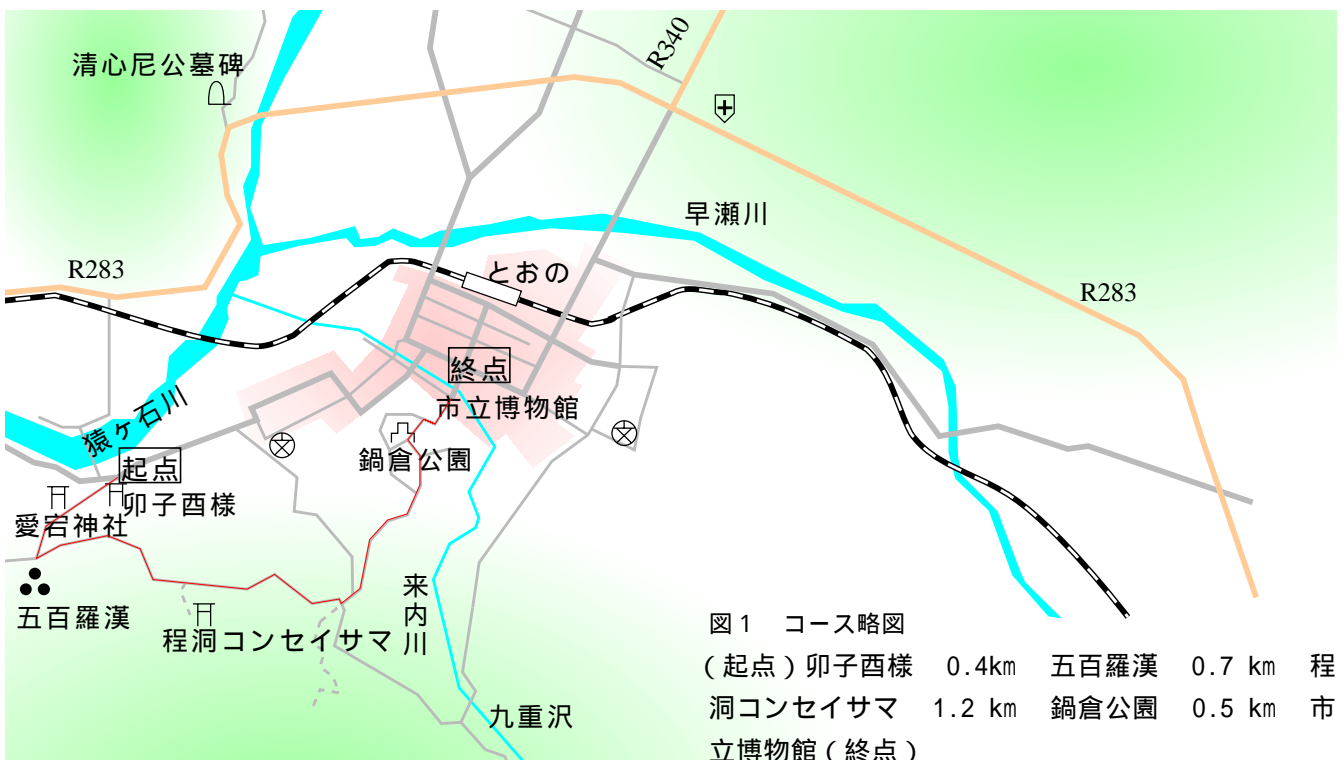 清心尼公墓碑
R340
早瀬川
とおの
R283
R283
終点
市立博物館
猿ヶ石川
鍋倉公園
起点
卯子酉様
愛宕神社
五百羅漢
来内川
程洞コンセイサマ
九重沢
図1 コース略図
(起点)卯子酉様 0.4km 五百羅漢 0.7 km 程
洞コンセイサマ 1.2 km 鍋倉公園 0.5 km 市
立博物館(終点)